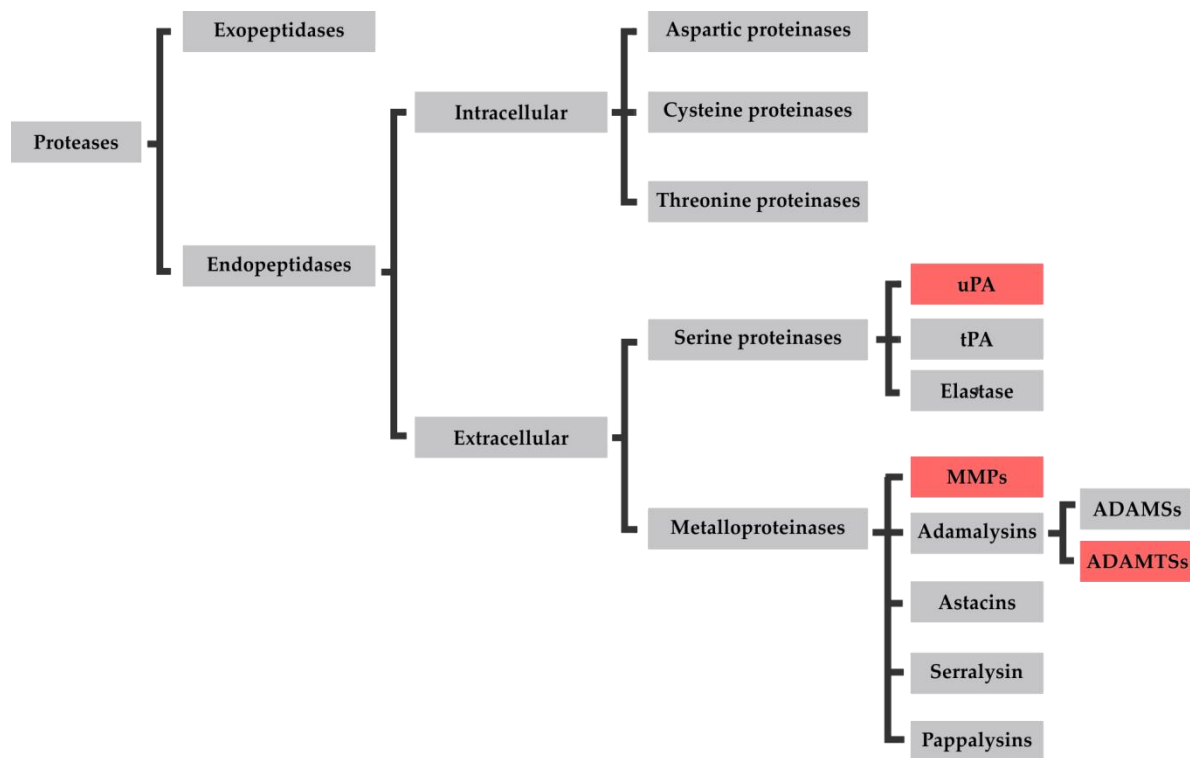 Exopeptidases
Aspartic proteinases
Intracellular
Cysteine proteinases
Proteases
Threonine proteinases
Endopeptidases
uPA
Serine proteinases
tPA
Elastase
Extracellular
MMPs
ADAMSs
Metalloproteinases
Adamalysins
ADAMTSs
Astacins
Serralysin
Pappalysins